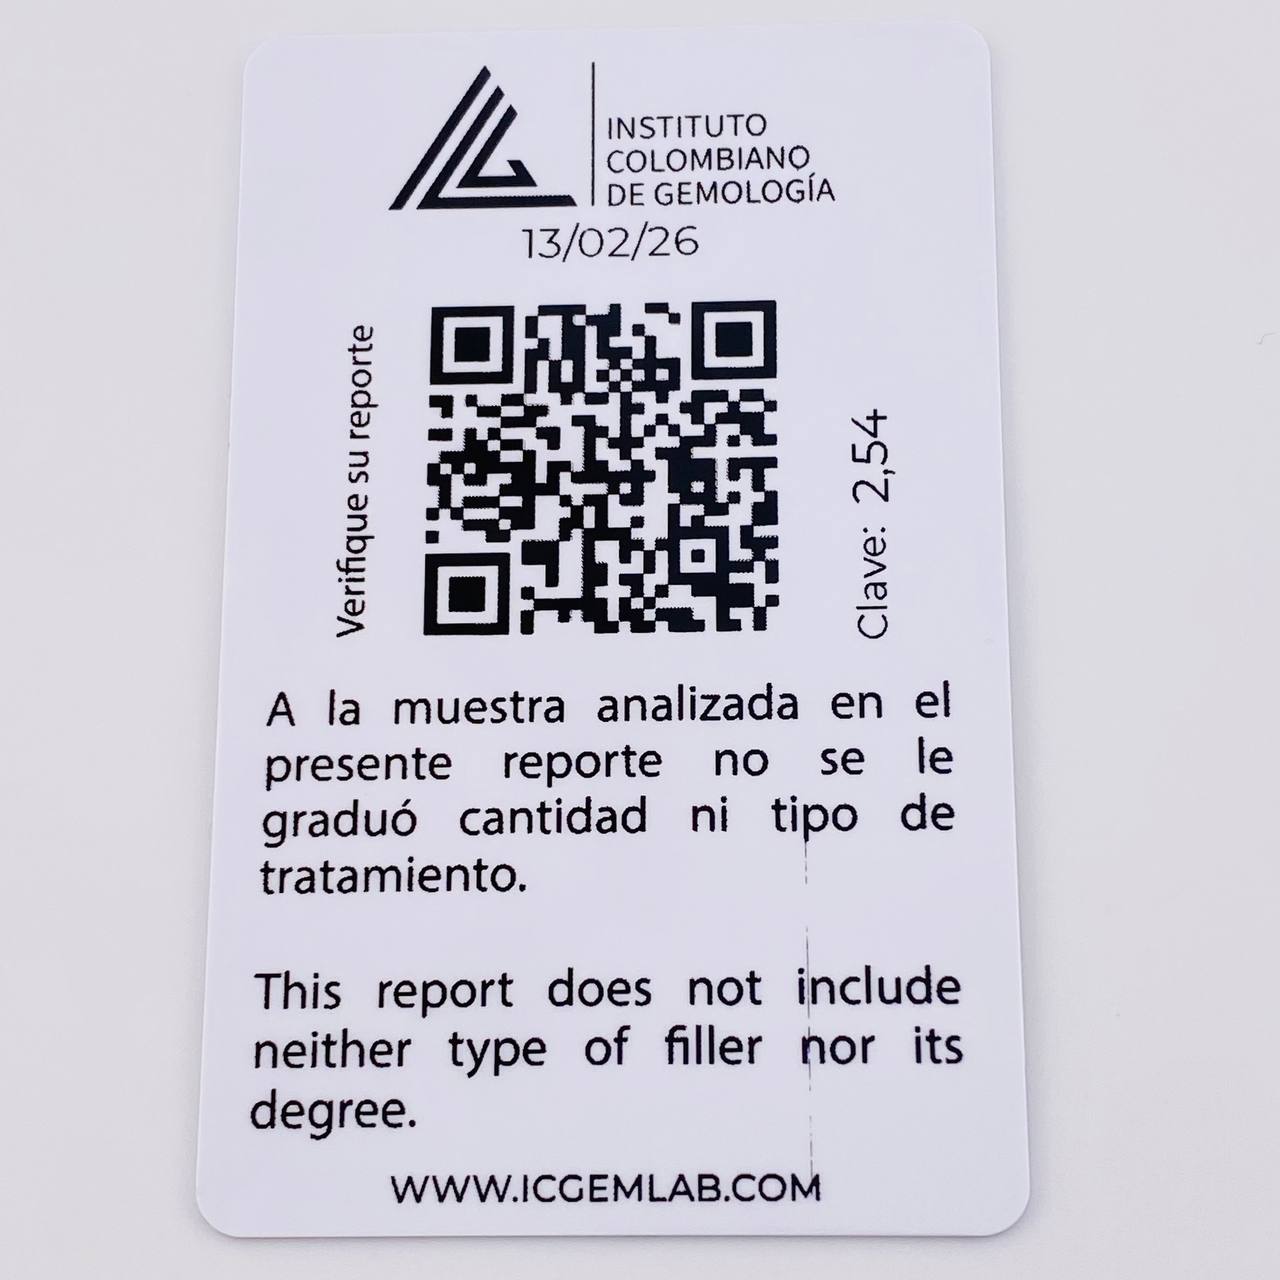 INSTITUTO
COLOMBIANO
DE GEMOLOGÍA
13/02/26
Verifique su reporte
Clave: 2,54
A la muestra analizada en el
presente reporte no se le
graduó cantidad ni tipo de
tratamiento.
This report does not include
neither type of filler nor its
degree.
WWW.ICGEMLAB.COM